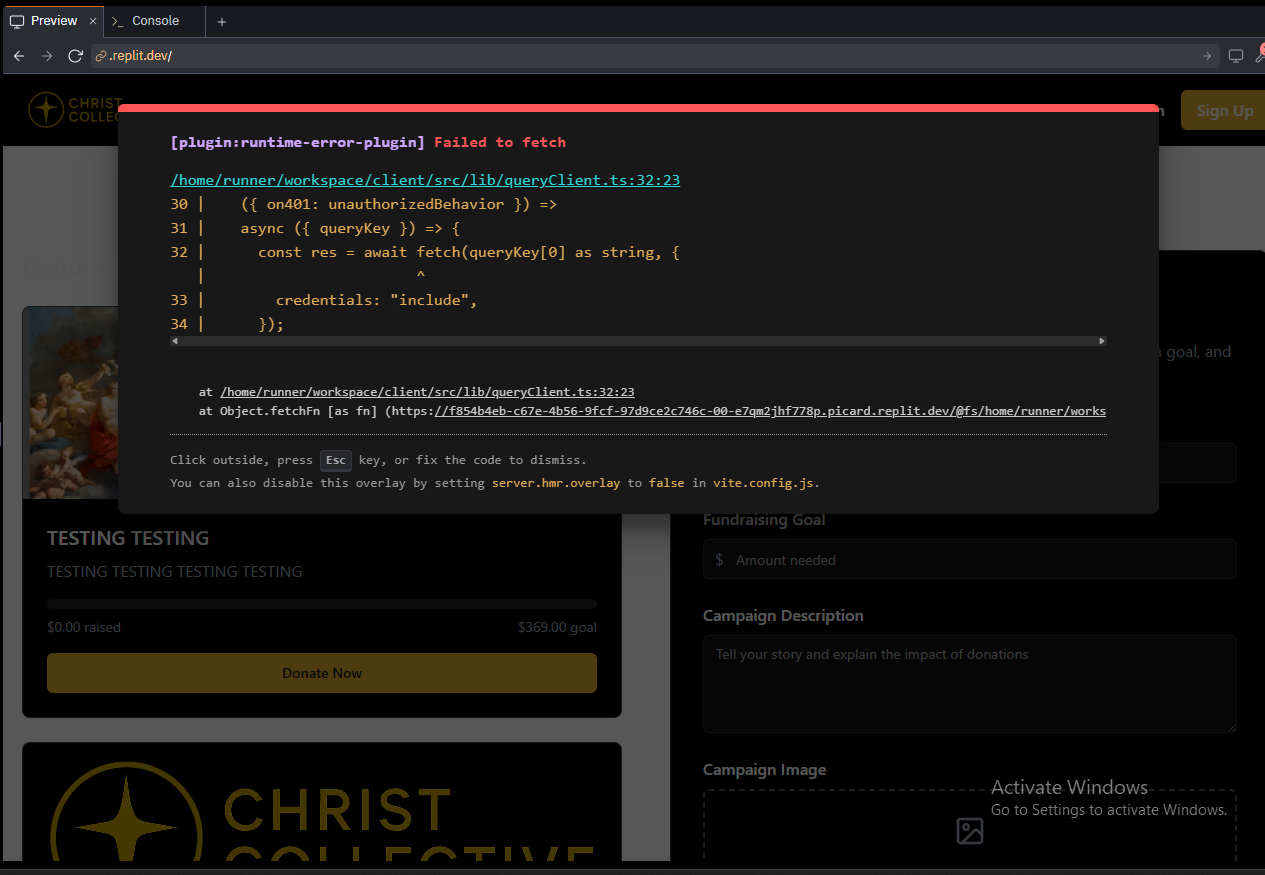 Preview × >_ Console +
.replit.dev/
CHRIST
COLLE
Sign Up
[plugin:runtime-error-plugin] Failed to fetch
/home/runner/workspace/client/src/lib/queryClient.ts:32:23
30 | ({ on401: unauthorizedBehavior }) =>
31 | async ({ queryKey }) => {
32 | const res = await fetch(queryKey[0] as string, {
| ^
33 | credentials: "include",
34 | });
goal, and
at /home/runner/workspace/client/src/lib/queryClient.ts:32:23
at Object.fetchFn [as fn] (https://f854b4eb-c67e-4b56-9fcf-97d9ce2c746c-00-e7qm2jhf778p.picard.replit.dev/@fs/home/runner/works
Click outside, press Esc key, or fix the code to dismiss.
You can also disable this overlay by setting server.hmr.overlay to false in vite.config.js.
TESTING TESTING
TESTING TESTING TESTING TESTING
$0.00 raised $369.00 goal
Donate Now
CHRIST
COLLECTIVE
Fundraising Goal
$ Amount needed
Campaign Description
Tell your story and explain the impact of donations
Campaign Image
Activate Windows
Go to Settings to activate Windows.